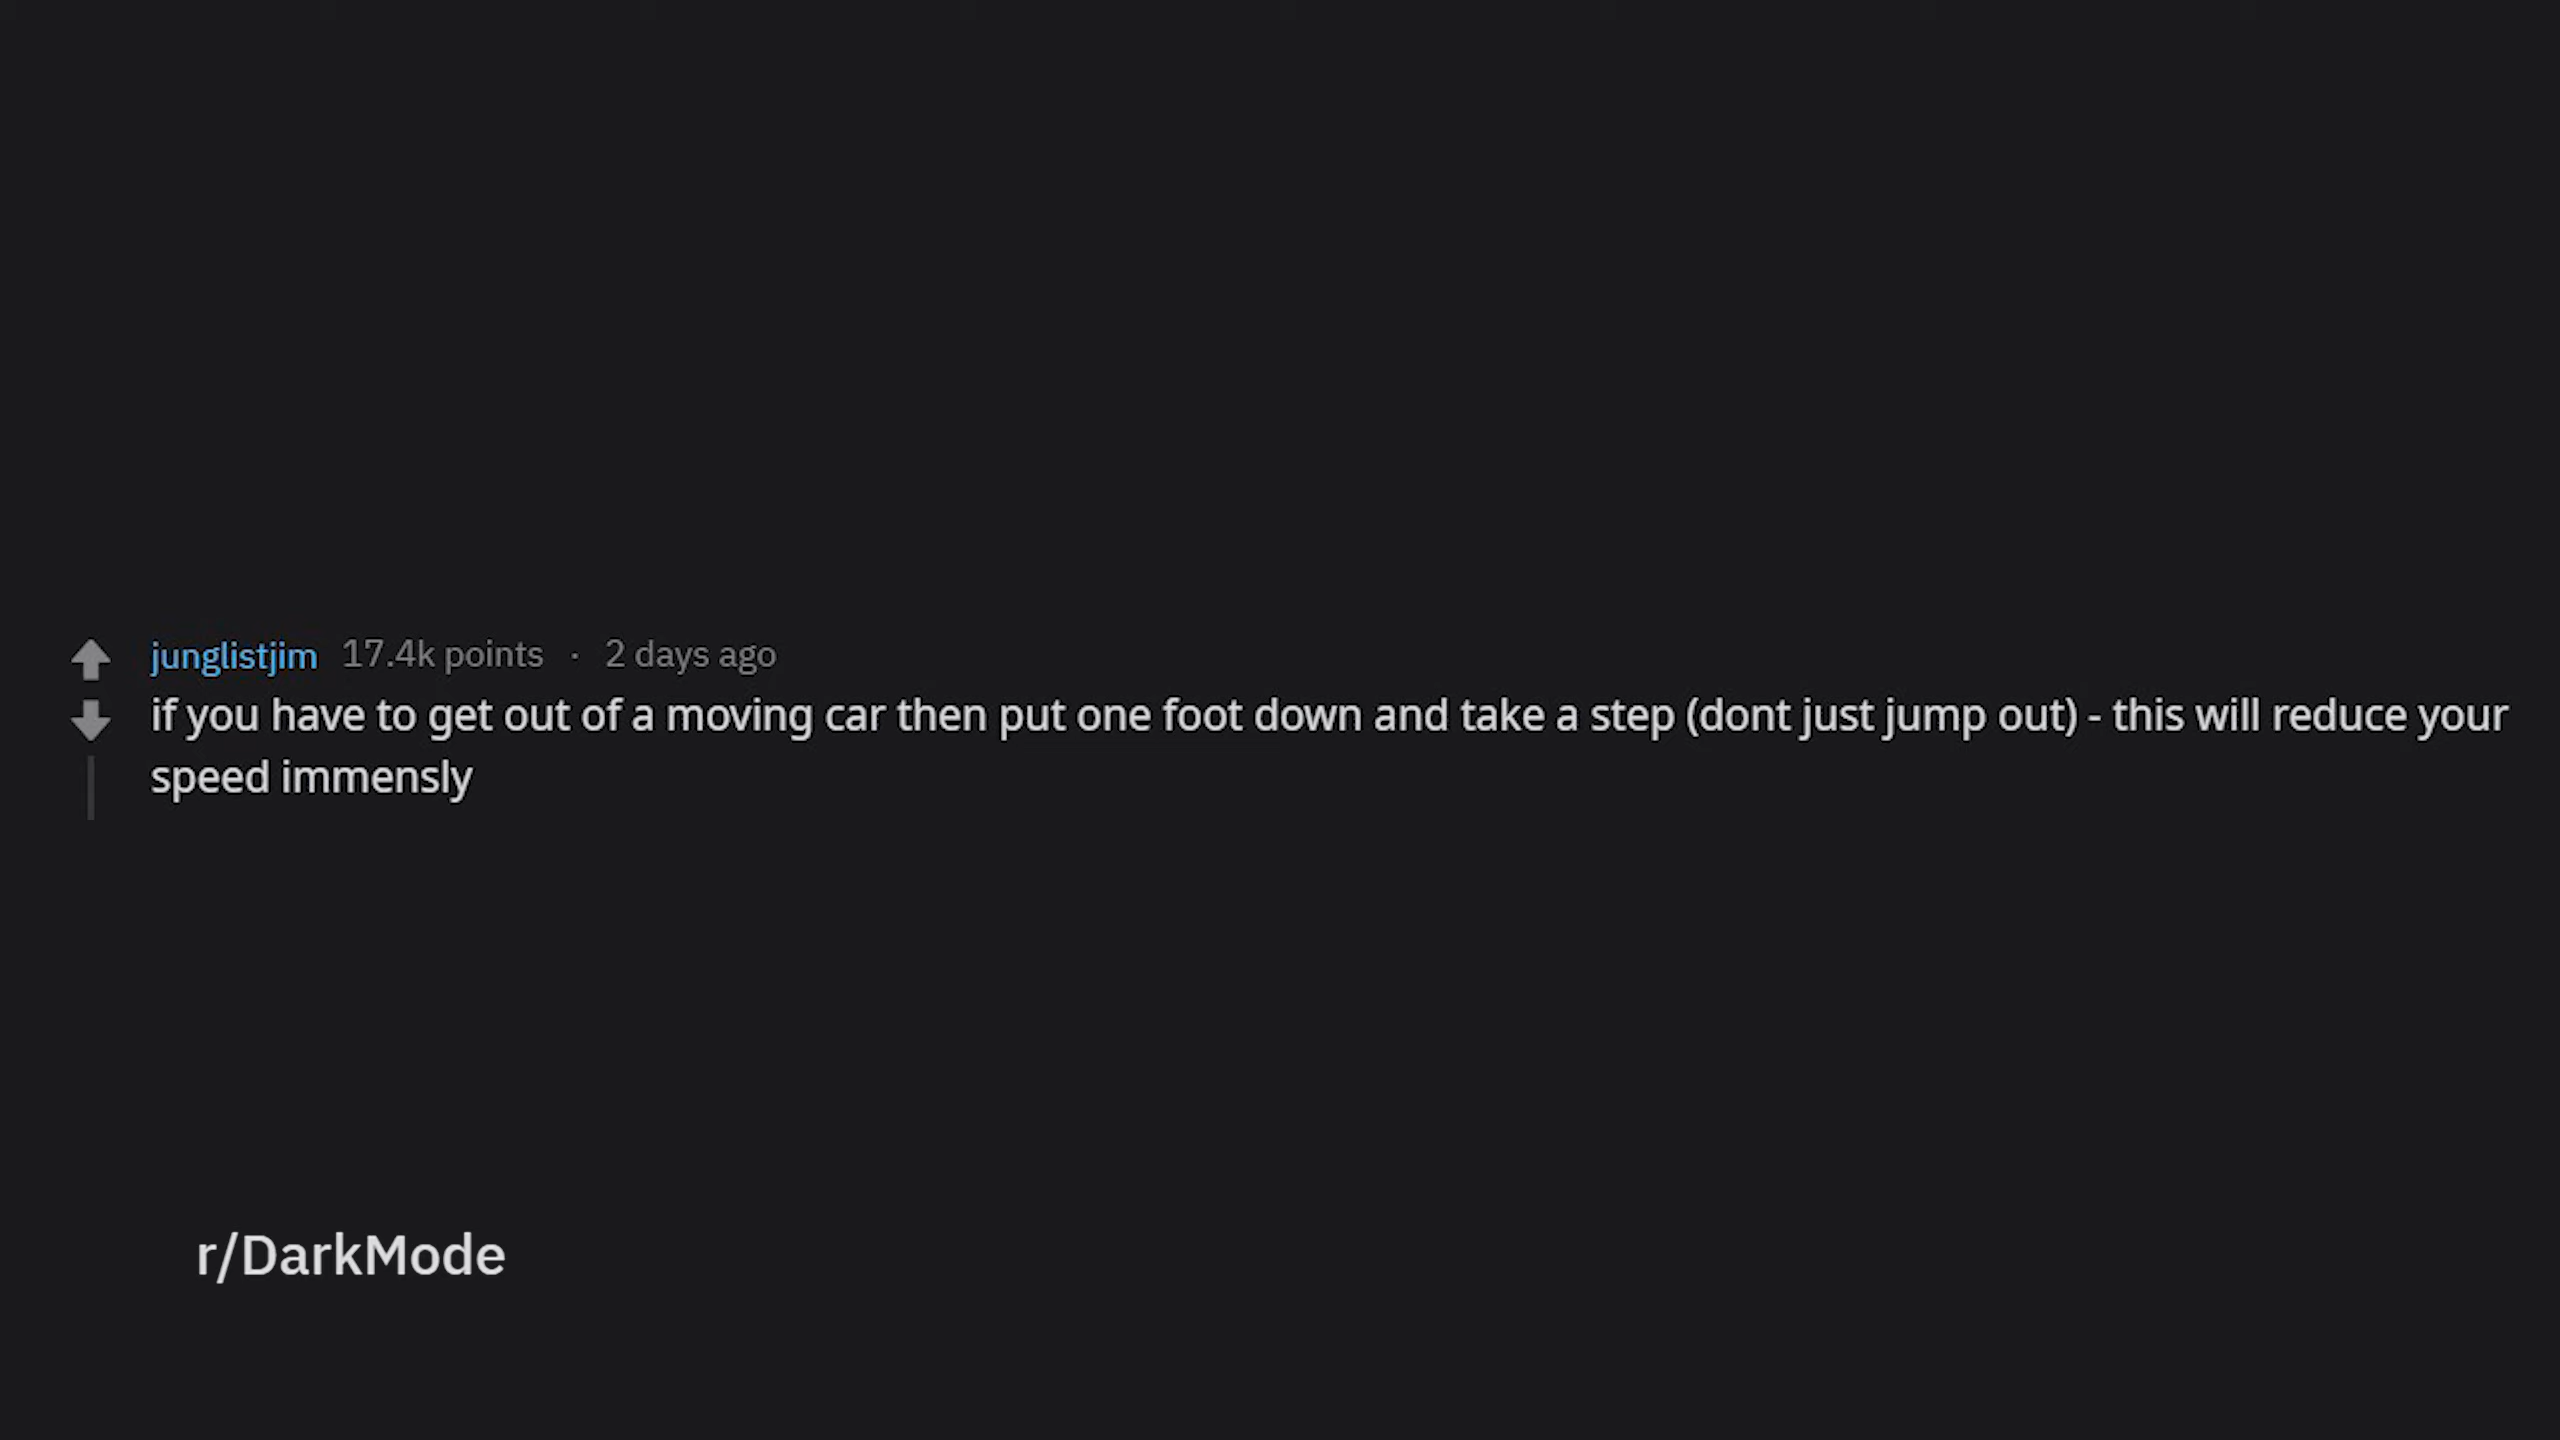 junglistjim 17.4k points · 2 days ago
if you have to get out of a moving car then put one foot down and take a step (dont just jump out) - this will reduce your
speed immensly
r/DarkMode